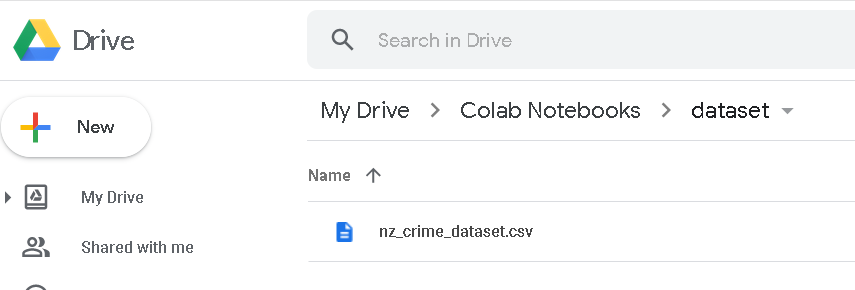 Drive
Search in Drive
New
My Drive
Shared with me
My Drive > Colab Notebooks > dataset
Name
nz_crime_dataset.csv